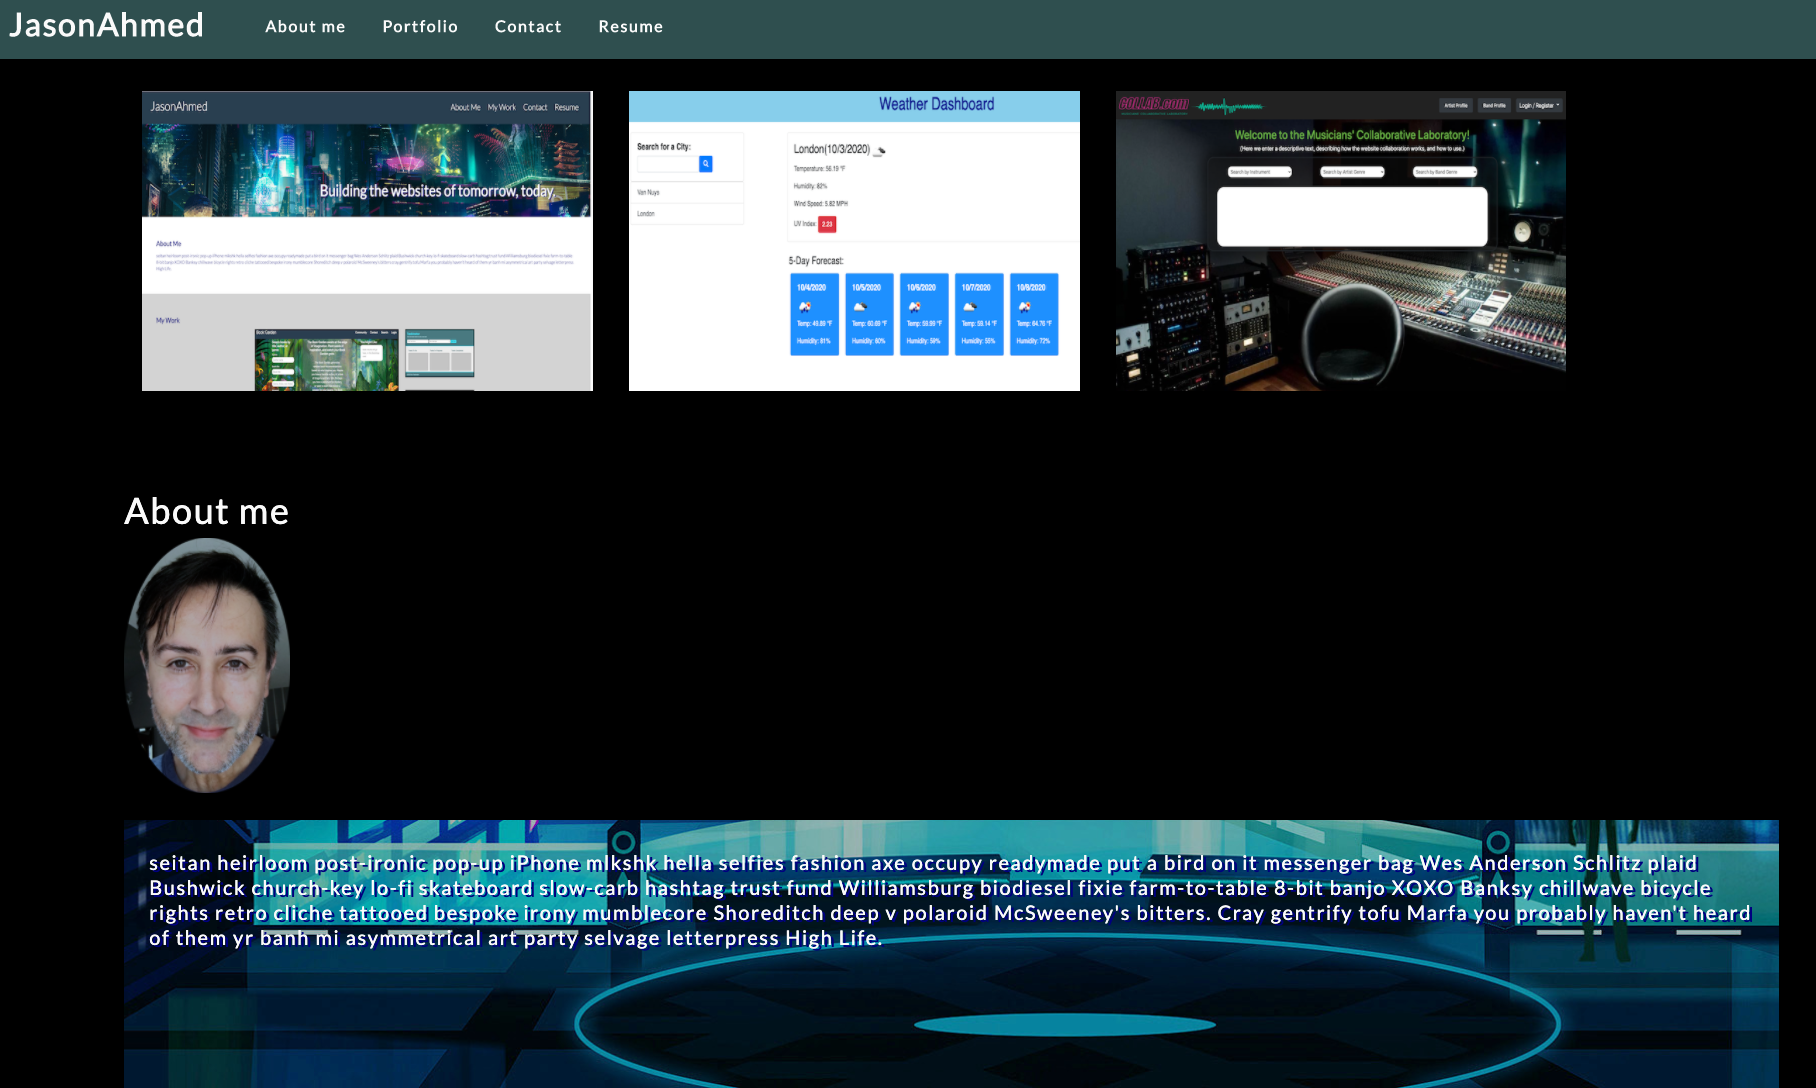 JasonAhmed
About me Portfolio Contact Resume
JasonAhmed
About Me My Work Contact Resume
Building the websites of tomorrow, today.
About Me
My Work
Book Garden
Weather Dashboard
Search for a City:
Van Nuys
London
London(10/3/2020)
Temperature: 56.19 °F
Humidity: 82%
Wind Speed: 5.82 MPH
UV Index: 2.23
5-Day Forecast:
10/4/2020 10/5/2020 10/6/2020 10/7/2020 10/8/2020
Temp: 49.89 °F Temp: 60.69 °F Temp: 59.99 °F Temp: 59.14 °F Temp: 64.76 °F
Humidity: 81% Humidity: 60% Humidity: 59% Humidity: 55% Humidity: 72%
COLLAB.com
Artist Profile Band Profile Login / Register
Welcome to the Musicians' Collaborative Laboratory!
(Here we enter a descriptive text, describing how the website collaboration works, and how to use.)
Search by Instrument Search by Artist Genre Search by Band Genre
About me
seitan heirloom post-ironic pop-up iPhone mlkshk hella selfies fashion axe occupy readymade put a bird on it messenger bag Wes Anderson Schlitz plaid
Bushwick church-key lo-fi skateboard slow-carb hashtag trust fund Williamsburg biodiesel fixie farm-to-table 8-bit banjo XOXO Banksy chillwave bicycle
rights retro cliche tattooed bespoke irony mumblecore Shoreditch deep v polaroid McSweeney's bitters. Cray gentrify tofu Marfa you probably haven't heard
of them yr banh mi asymmetrical art party selvage letterpress High Life.